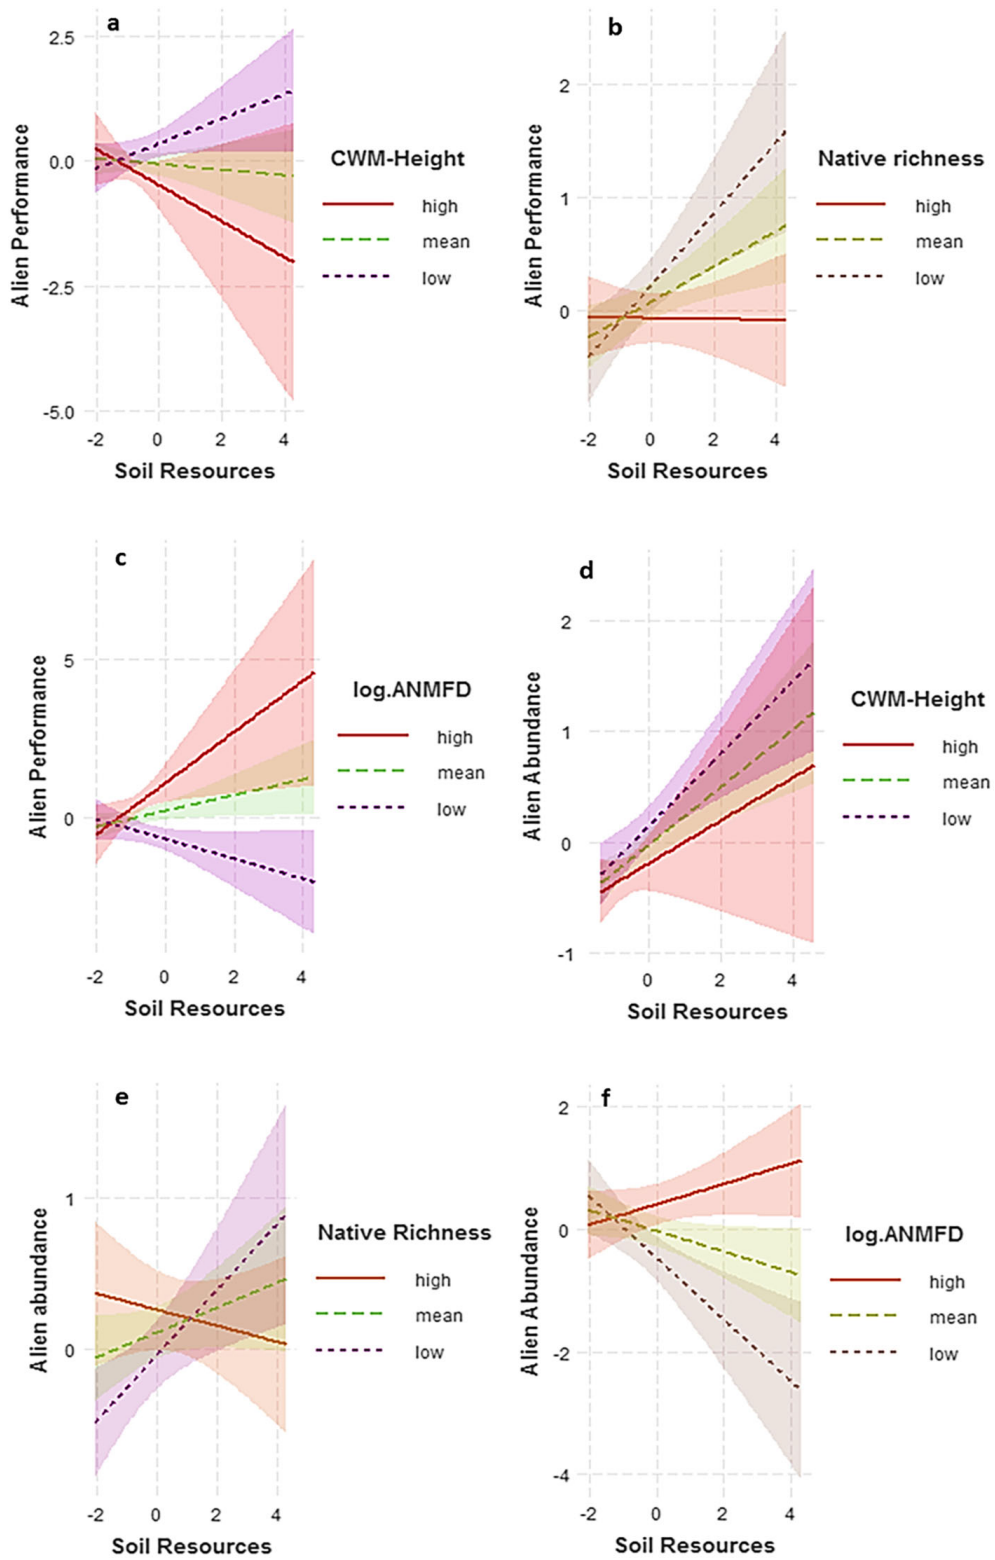 a
2.5
0.0
-2.5
-5.0
Alien Performance
-2 0 2 4
Soil Resources
CWM-Height
high
mean
low
b
2
1
0
Alien Performance
-2 0 2 4
Soil Resources
Native richness
high
mean
low
c
5
0
Alien Performance
-2 0 2 4
Soil Resources
log.ANMFD
high
mean
low
d
2
1
0
-1
Alien Abundance
0 2 4
Soil Resources
CWM-Height
high
mean
low
e
1
0
Alien abundance
-2 0 2 4
Soil Resources
Native Richness
high
mean
low
f
2
0
-2
-4
Alien Abundance
-2 0 2 4
Soil Resources
log.ANMFD
high
mean
low